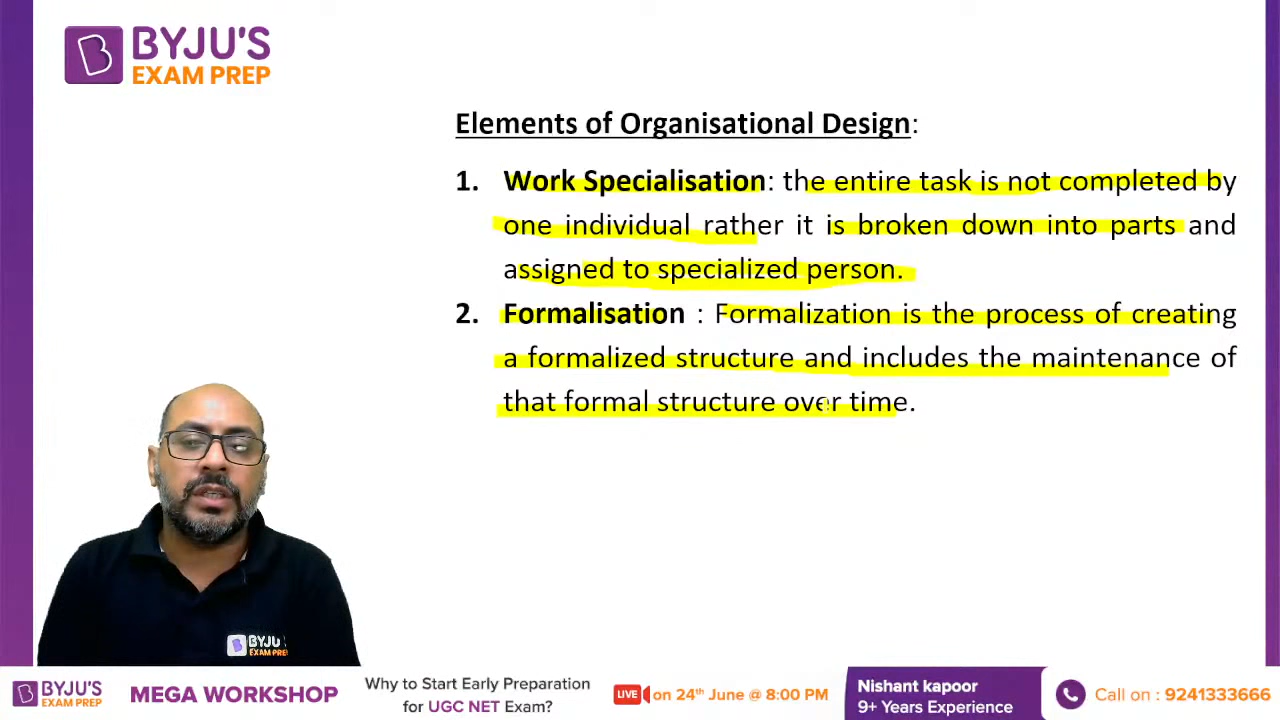 BYJU'S
EXAM PREP
Elements of Organisational Design:
1. Work Specialisation: the entire task is not completed by
one individual rather it is broken down into parts and
assigned to specialized person.
2. Formalisation : Formalization is the process of creating
a formalized structure and includes the maintenance of
that formal structure over time.
BYJU'
EXAM PREP
BYJU'S
EXAM PREP
MEGA WORKSHOP
Why to Start Early Preparation
for UGC NET Exam?
LIVE on 24th June @ 8:00 PM
Nishant kapoor
9+ Years Experience
Call on : 9241333666